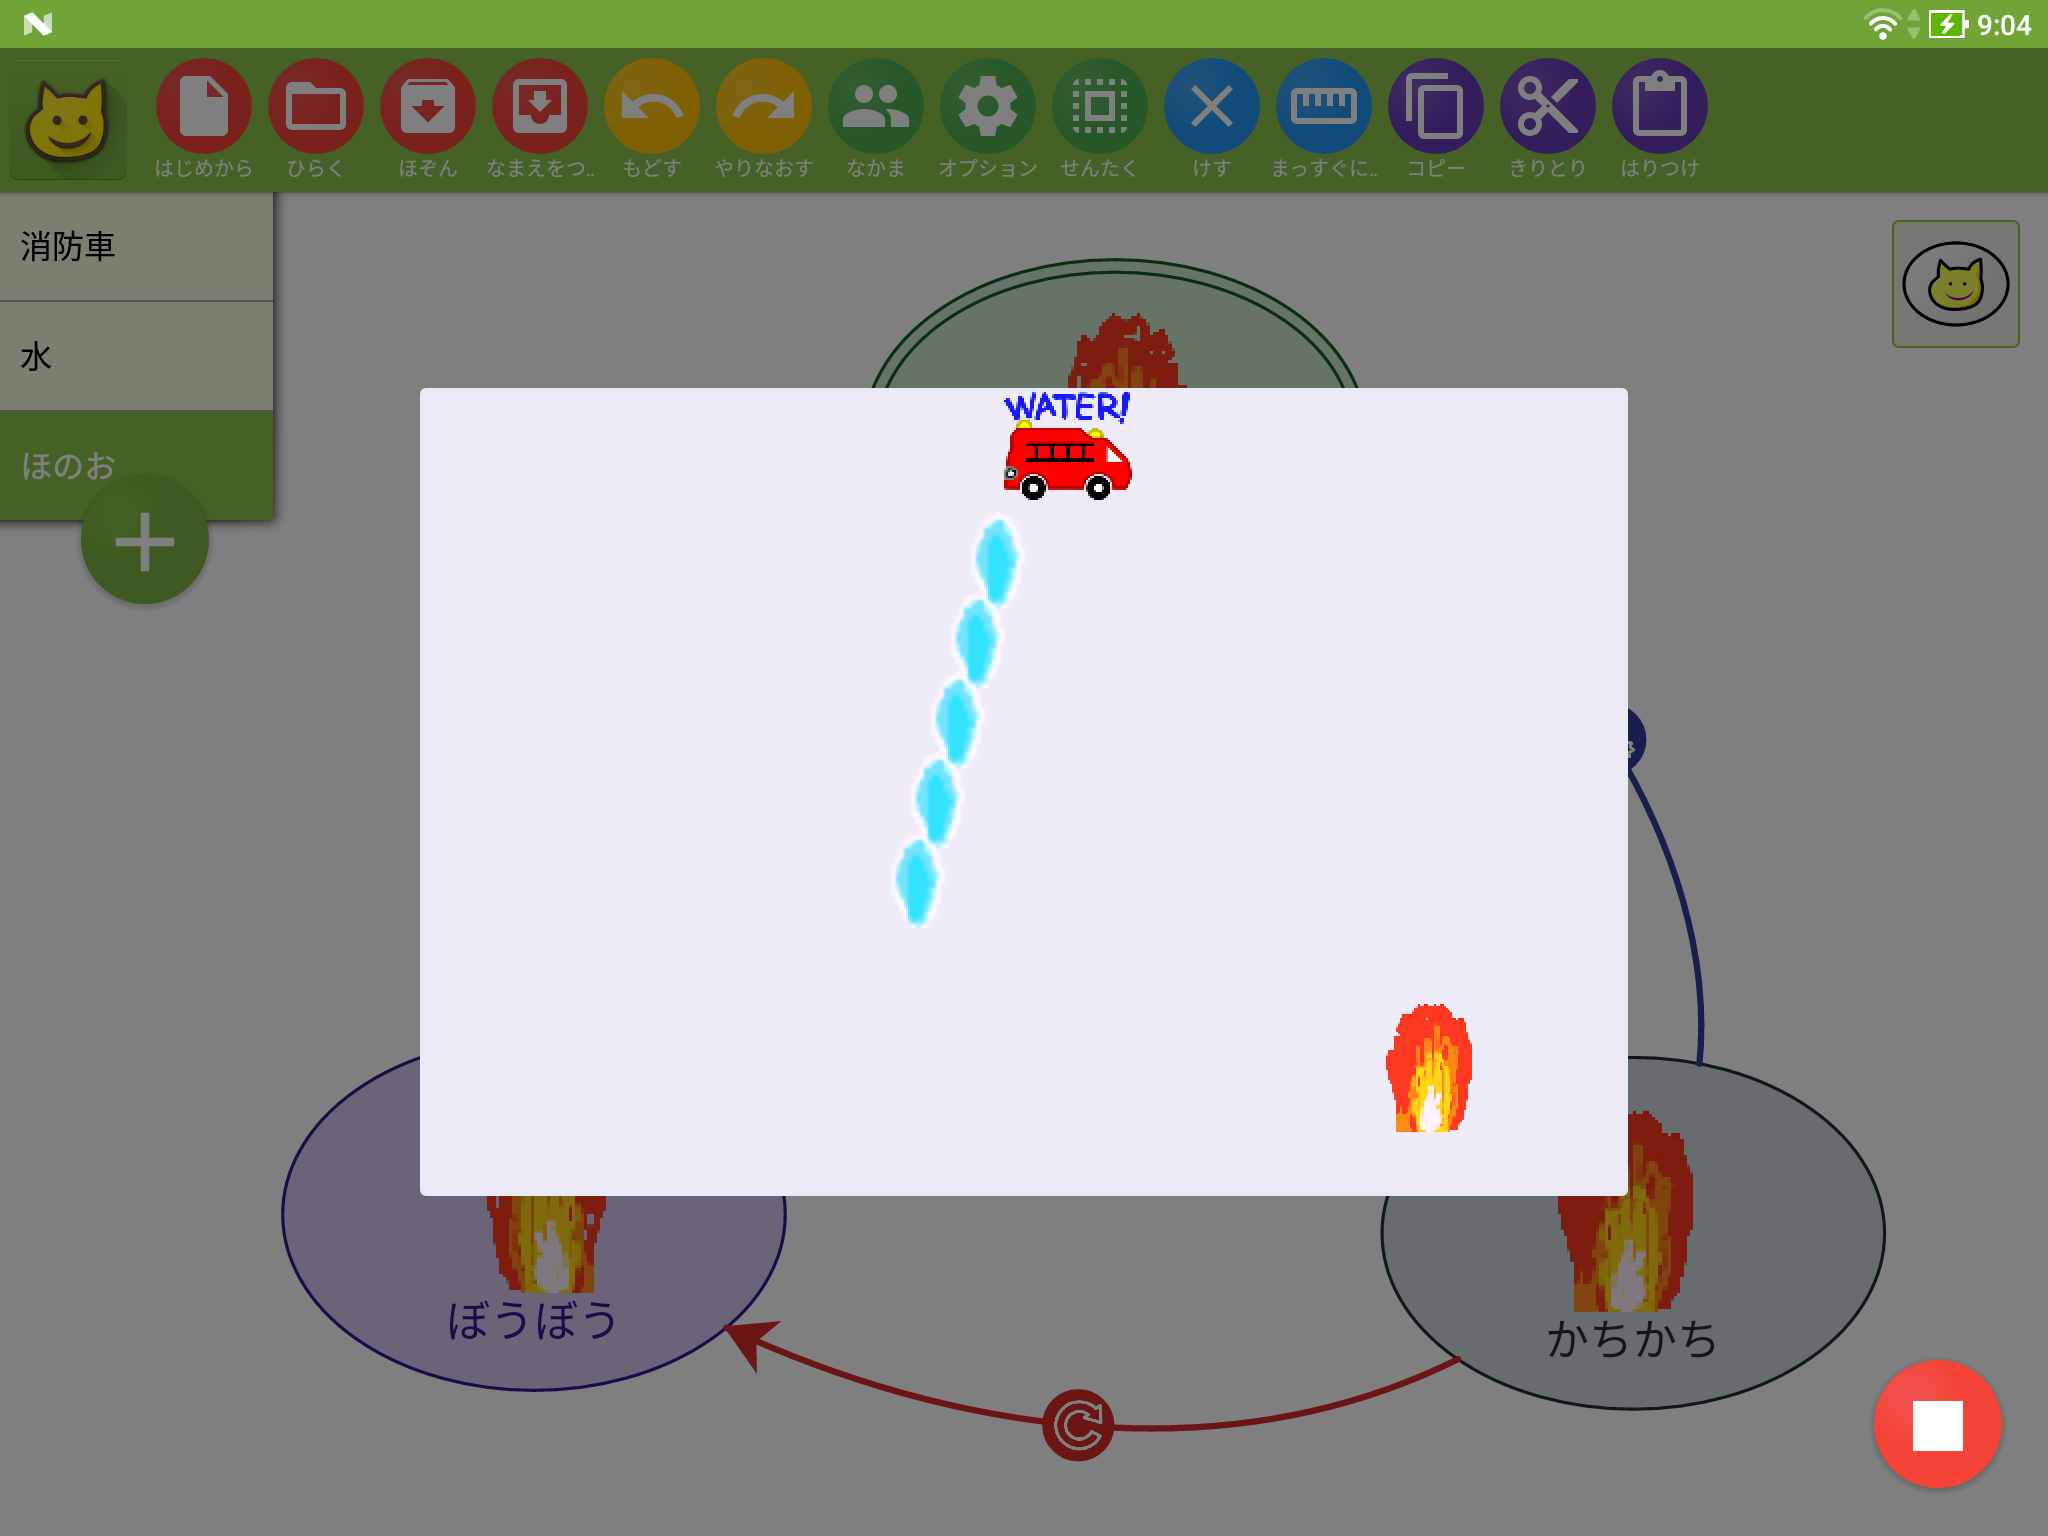 9:04
はじめから
ひらく
ほぞん
なまえをつ..
もどす
やりなおす
なかま
オプション
せんたく
けす
まっすぐに..
コピー
きりとり
はりつけ
消防車
水
ほのお
WATER!
ぼうぼう
かちかち